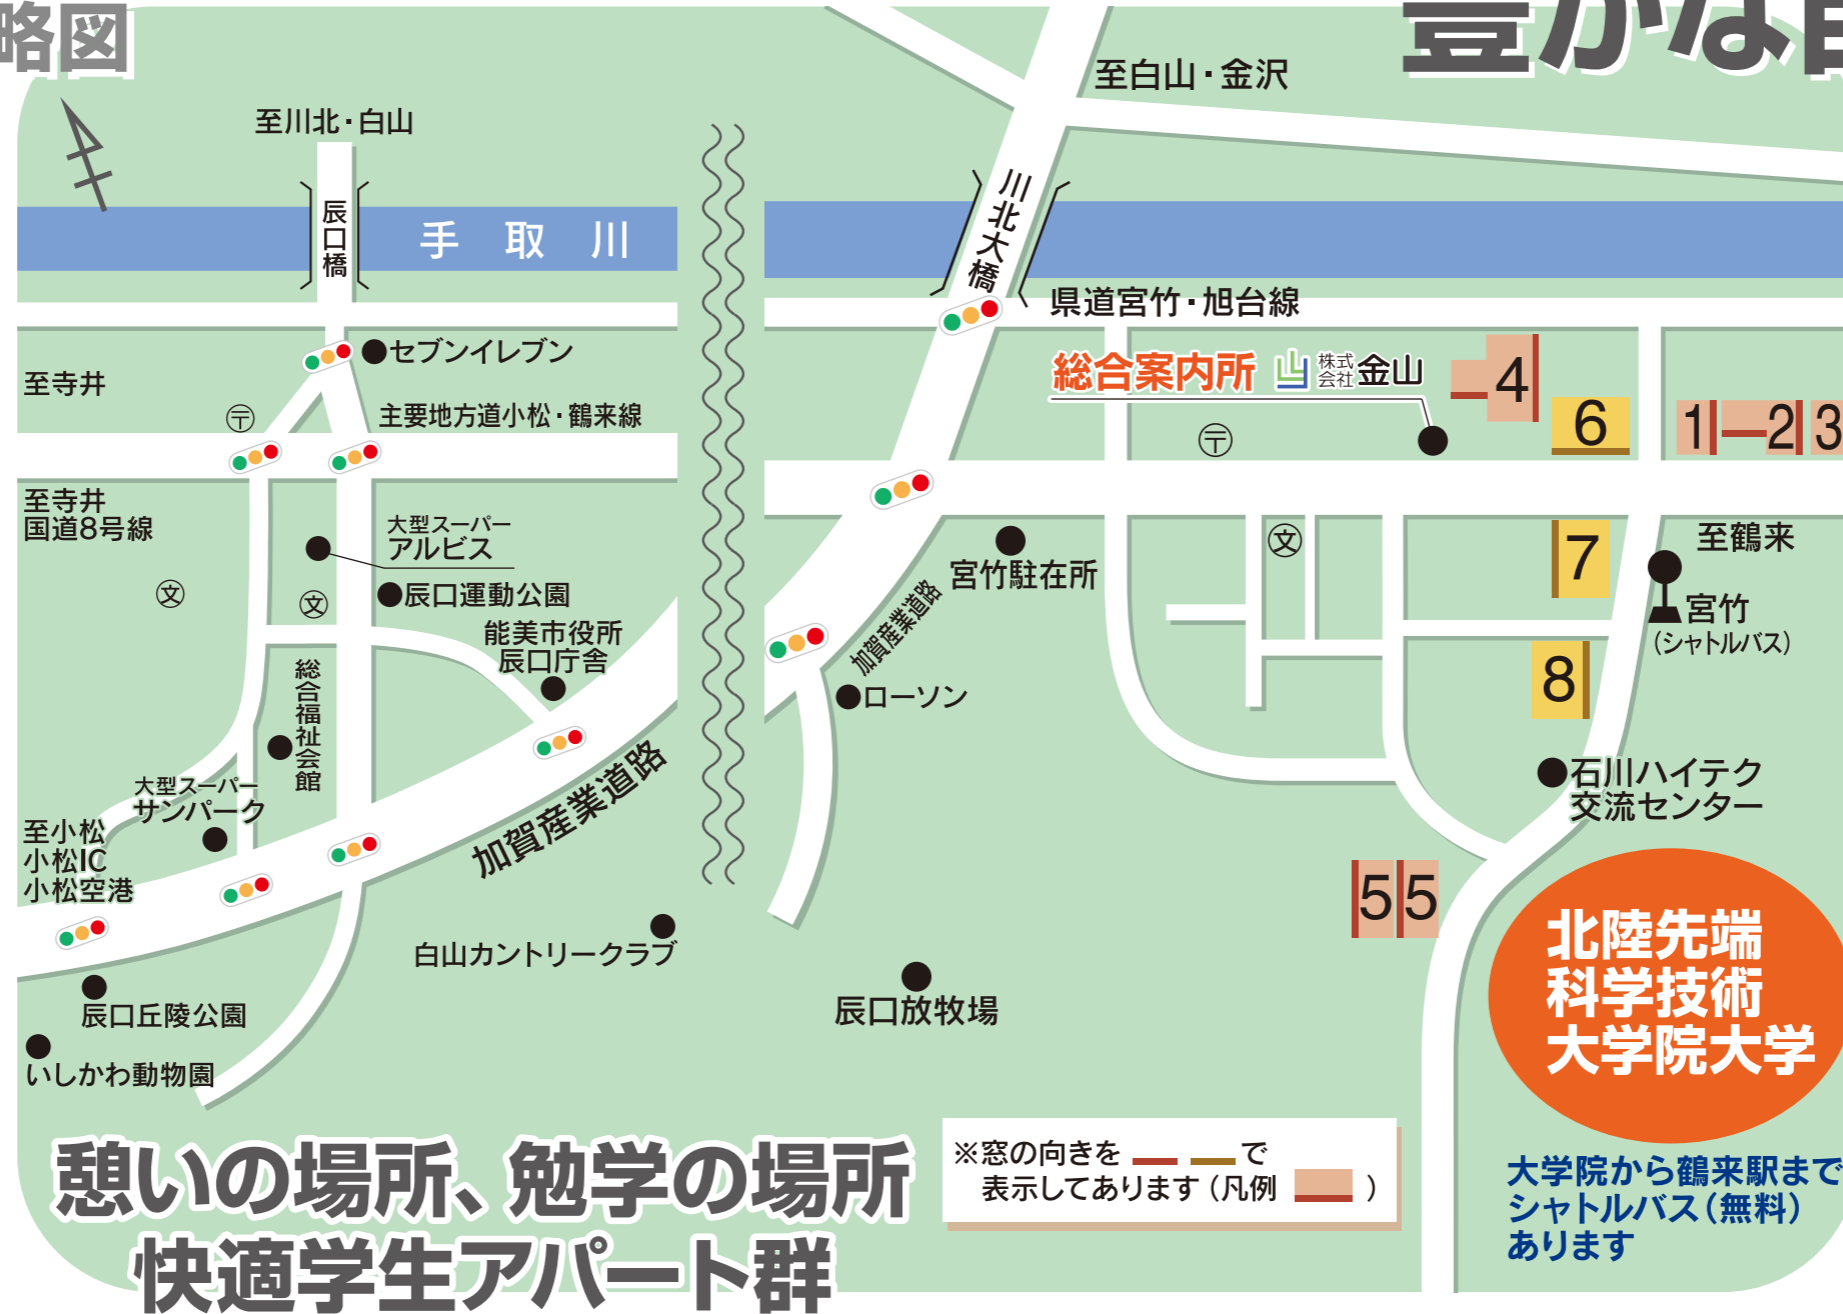 略図
豊かな自
至白山・金沢
至川北・白山
辰口橋
手取川
川北大橋
県道宮竹・旭台線
セブンイレブン
至寺井
〒
主要地方道小松・鶴来線
総合案内所 株式会社 金山
〒
4
6
1
2
3
至寺井
国道8号線
大型スーパー
アルビス
文
文
辰口運動公園
能美市役所
辰口庁舎
総合福祉会館
大型スーパー
サンパーク
至小松
小松IC
小松空港
加賀産業道路
宮竹駐在所
加賀産業道路
ローソン
文
7
至鶴来
宮竹
(シャトルバス)
8
石川ハイテク
交流センター
5
5
白山カントリークラブ
辰口放牧場
辰口丘陵公園
いしかわ動物園
北陸先端
科学技術
大学院大学
憩いの場所、勉学の場所
快適学生アパート群
※窓の向きを で
表示してあります(凡例 )
大学院から鶴来駅まで
シャトルバス(無料)
あります